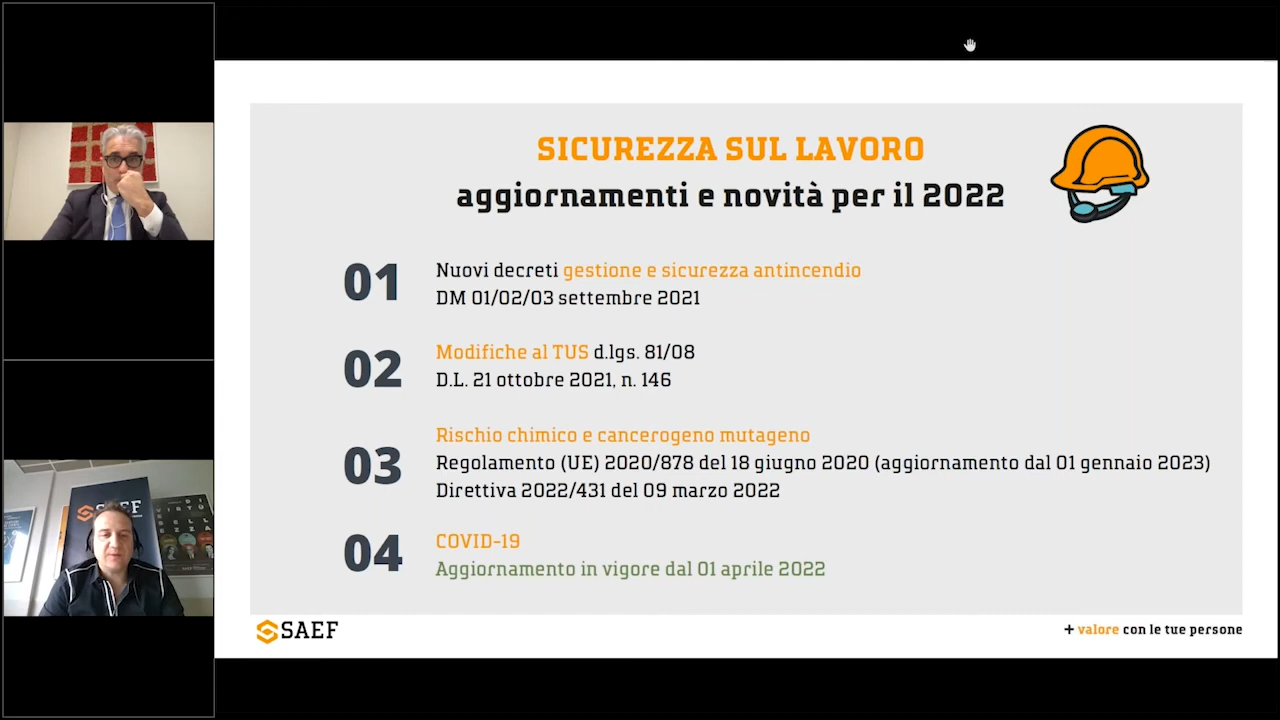 SICUREZZA SUL LAVORO
aggiornamenti e novità per il 2022
01
Nuovi decreti gestione e sicurezza antincendio
DM 01/02/03 settembre 2021
02
Modifiche al TUS d.lgs. 81/08
D.L. 21 ottobre 2021, n. 146
03
Rischio chimico e cancerogeno mutageno
Regolamento (UE) 2020/878 del 18 giugno 2020 (aggiornamento dal 01 gennaio 2023)
Direttiva 2022/431 del 09 marzo 2022
04
COVID-19
Aggiornamento in vigore dal 01 aprile 2022
SAEF
+ valore con le tue persone
SAEF